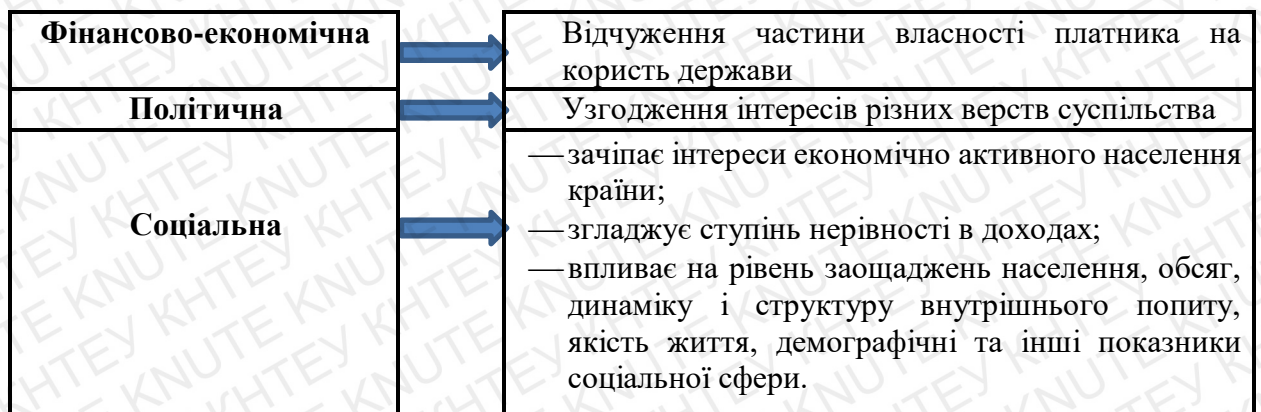 Фінансово-економічна
Відчуження частини власності платника на
користь держави
Політична
Узгодження інтересів різних верств суспільства
Соціальна
— зачіпає інтереси економічно активного населення
країни;
— згладжує ступінь нерівності в доходах;
— впливає на рівень заощаджень населення, обсяг,
динаміку і структуру внутрішнього попиту,
якість життя, демографічні та інші показники
соціальної сфери.